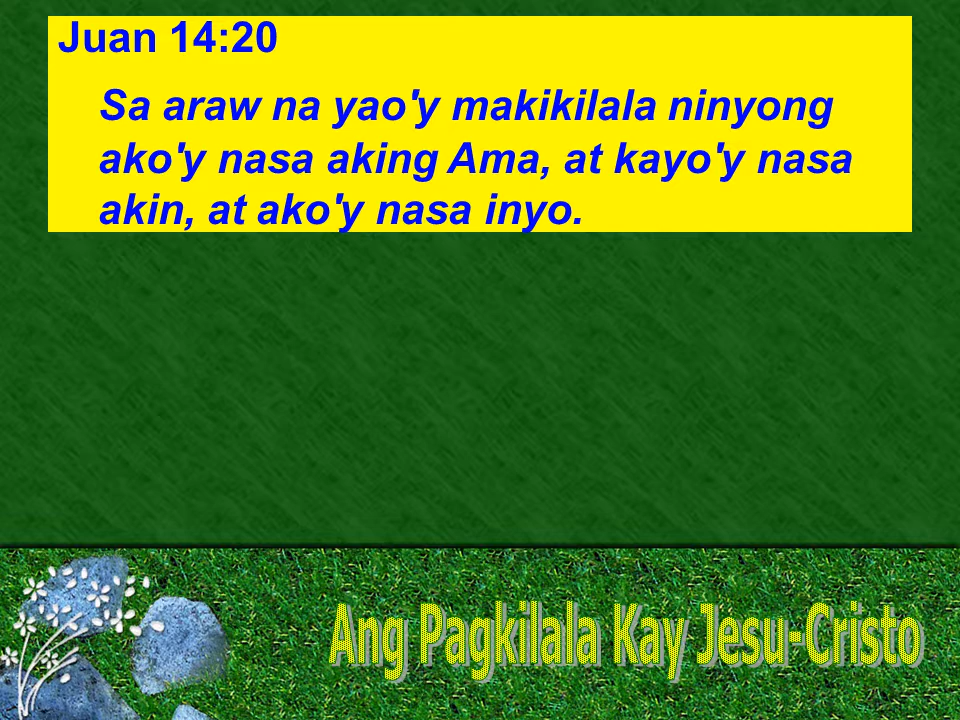 Juan 14:20
Sa araw na yao'y makikilala ninyong
ako'y nasa aking Ama, at kayo'y nasa
akin, at ako'y nasa inyo.
Ang Pagkilala Kay Jesu-Cristo